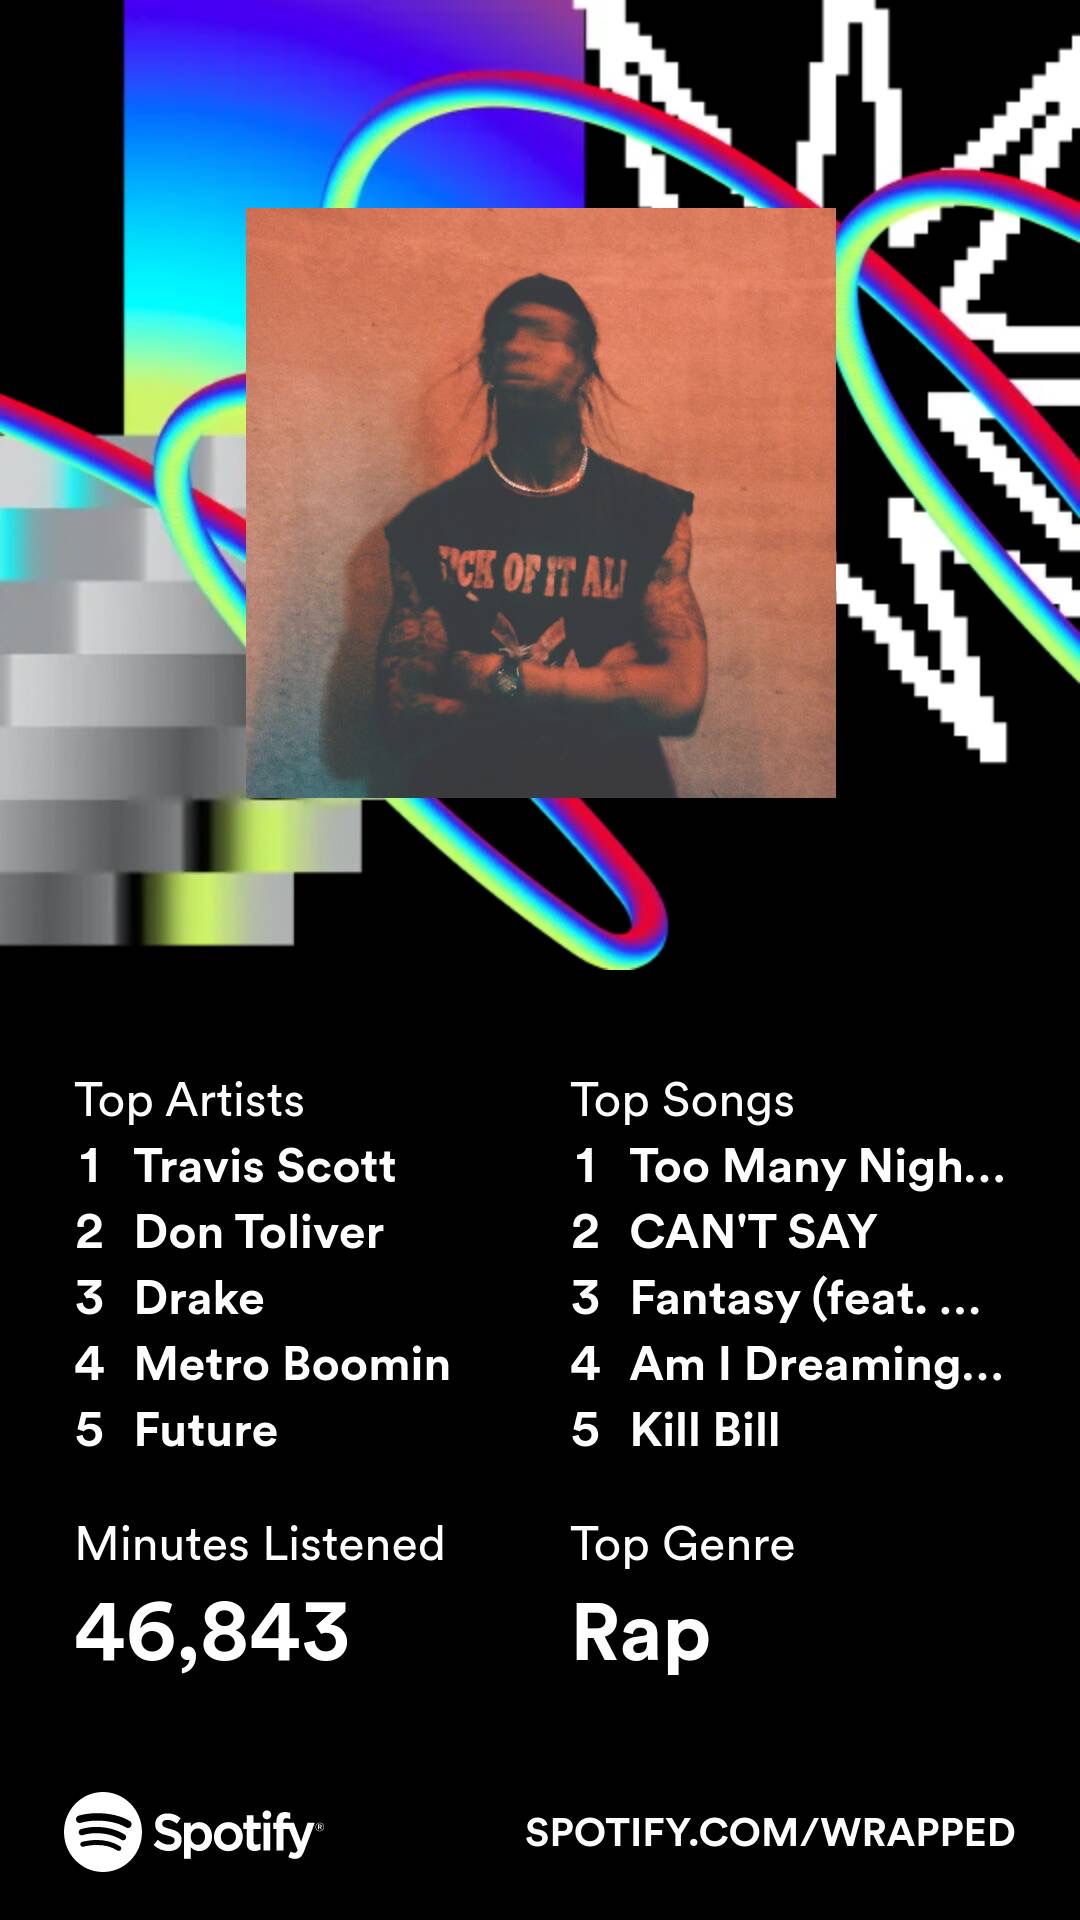 CK OF IT ALL
Top Artists
1 Travis Scott
2 Don Toliver
3 Drake
4 Metro Boomin
5 Future
Top Songs
1 Too Many Nigh...
2 CAN'T SAY
3 Fantasy (feat. ...
4 Am I Dreaming...
5 Kill Bill
Minutes Listened
46,843
Top Genre
Rap
Spotify®
SPOTIFY.COM/WRAPPED